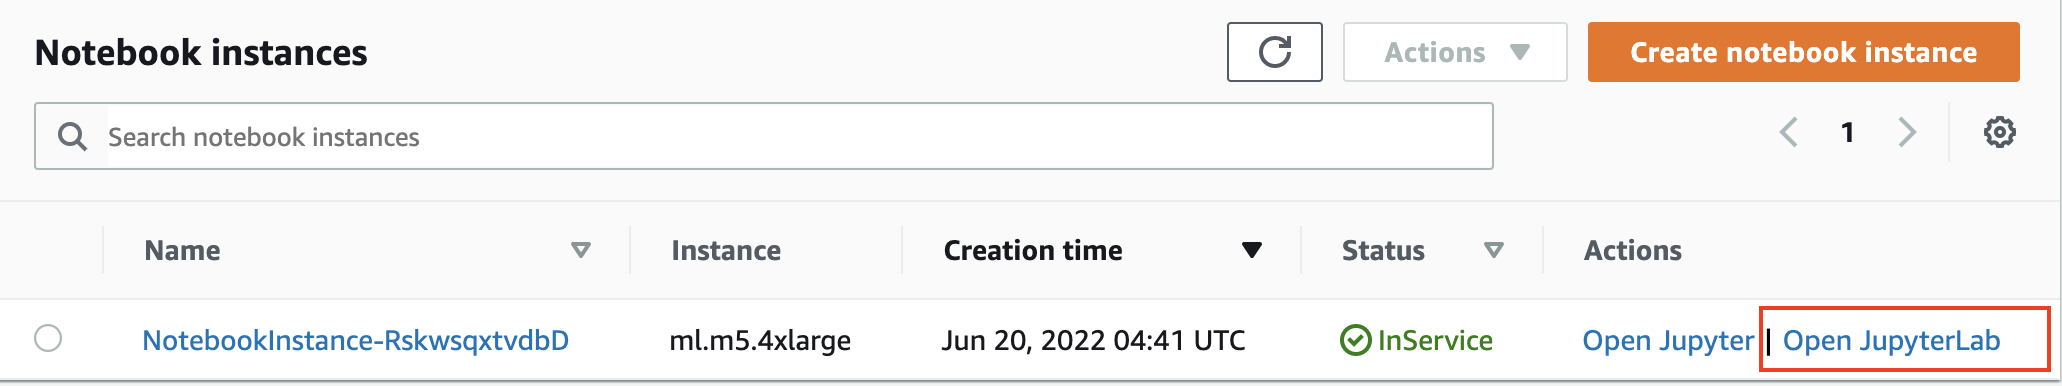 Notebook instances
Actions
Create notebook instance
Search notebook instances
1
Name Instance Creation time Status Actions
NotebookInstance-RskwsqxtvdbD ml.m5.4xlarge Jun 20, 2022 04:41 UTC InService Open Jupyter | Open JupyterLab